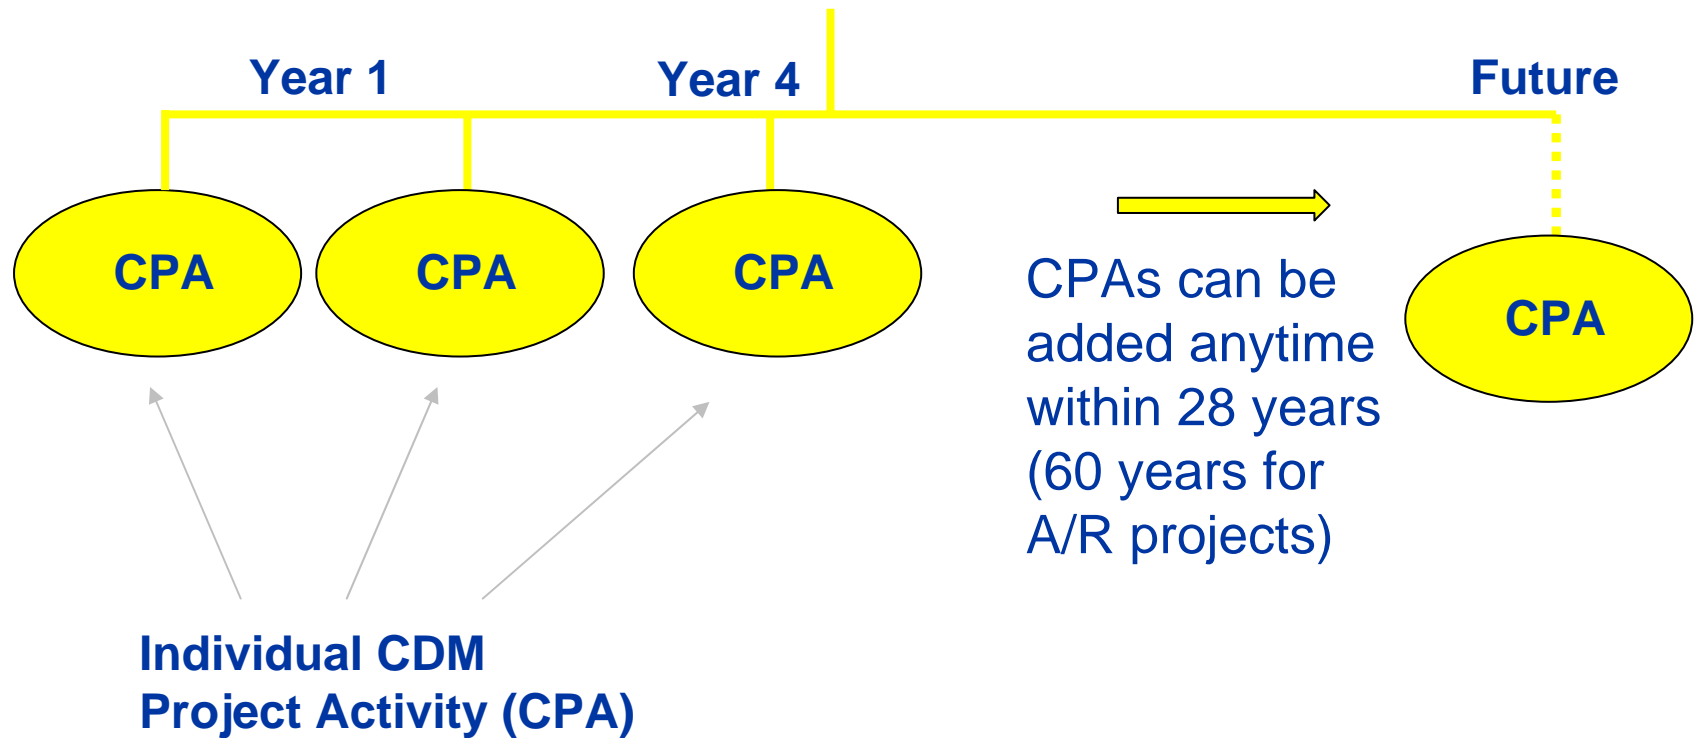 Year 1
Year 4
Future
CPA
CPA
CPA
CPA
CPAs can be
added anytime
within 28 years
(60 years for
A/R projects)
Individual CDM
Project Activity (CPA)